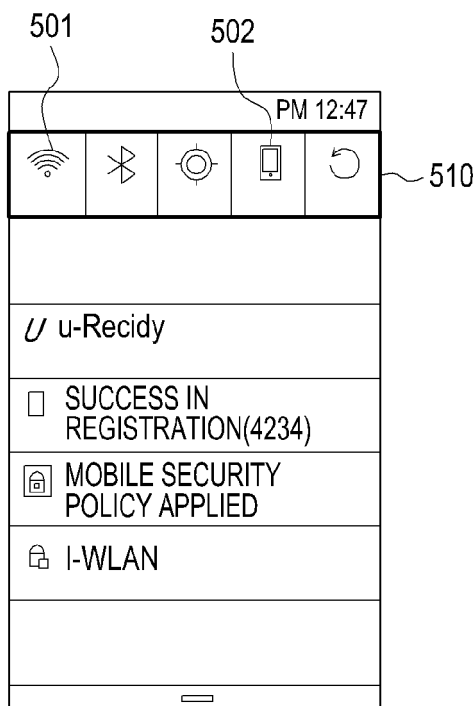 501
502
PM 12:47
510
U u-Recidy
SUCCESS IN
REGISTRATION(4234)
MOBILE SECURITY
POLICY APPLIED
I-WLAN